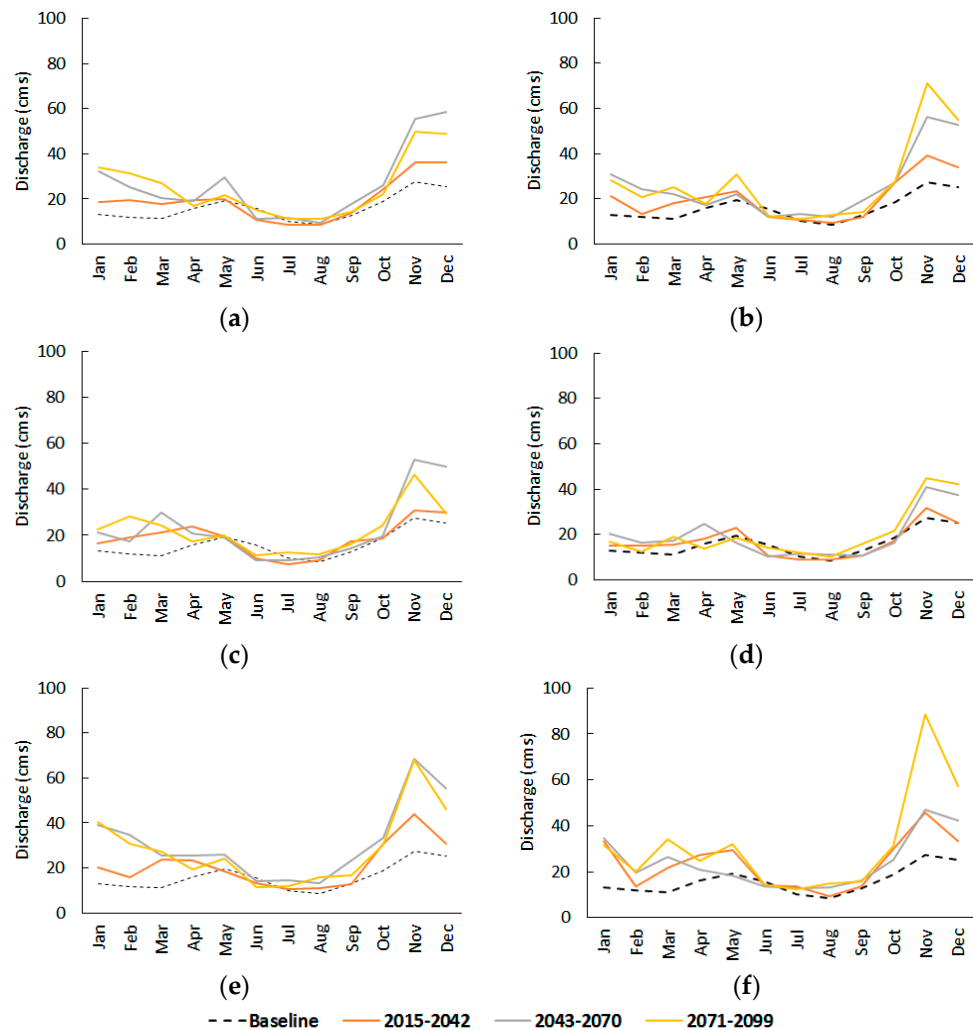 100
80
60
40
20
0
Discharge (cms)
Jan Feb Mar Apr May Jun Jul Aug Sep Oct Nov Dec
(a)
100
80
60
40
20
0
Discharge (cms)
Jan Feb Mar Apr May Jun Jul Aug Sep Oct Nov Dec
(b)
100
80
60
40
20
0
Discharge (cms)
Jan Feb Mar Apr May Jun Jul Aug Sep Oct Nov Dec
(c)
100
80
60
40
20
0
Discharge (cms)
Jan Feb Mar Apr May Jun Jul Aug Sep Oct Nov Dec
(d)
100
80
60
40
20
0
Discharge (cms)
Jan Feb Mar Apr May Jun Jul Aug Sep Oct Nov Dec
(e)
100
80
60
40
20
0
Discharge (cms)
Jan Feb Mar Apr May Jun Jul Aug Sep Oct Nov Dec
(f)
Baseline 2015-2042 2043-2070 2071-2099